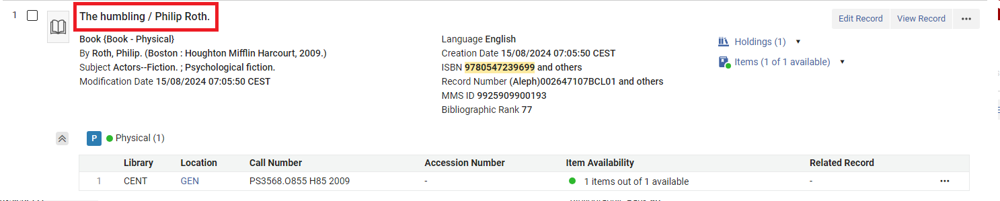 1 The humbling / Philip Roth. Edit Record View Record •••
Book {Book - Physical} Language English Holdings (1)
By Roth, Philip. (Boston : Houghton Mifflin Harcourt, 2009.) Creation Date 15/08/2024 07:05:50 CEST Items (1 of 1 available)
Subject Actors--Fiction. ; Psychological fiction. ISBN 9780547239699 and others
Modification Date 15/08/2024 07:05:50 CEST Record Number (Aleph)002647107BCL01 and others
MMS ID 9925909900193
Bibliographic Rank 77
P Physical (1)
Library Location Call Number Accession Number Item Availability Related Record
1 CENT GEN PS3568.O855 H85 2009 - 1 items out of 1 available - •••